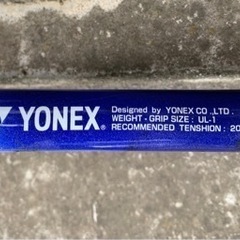 YONEX®
Designed by YONEX CO.,LTD.
WEIGHT - GRIP SIZE : UL-1
RECOMMENDED TENSHION : 20